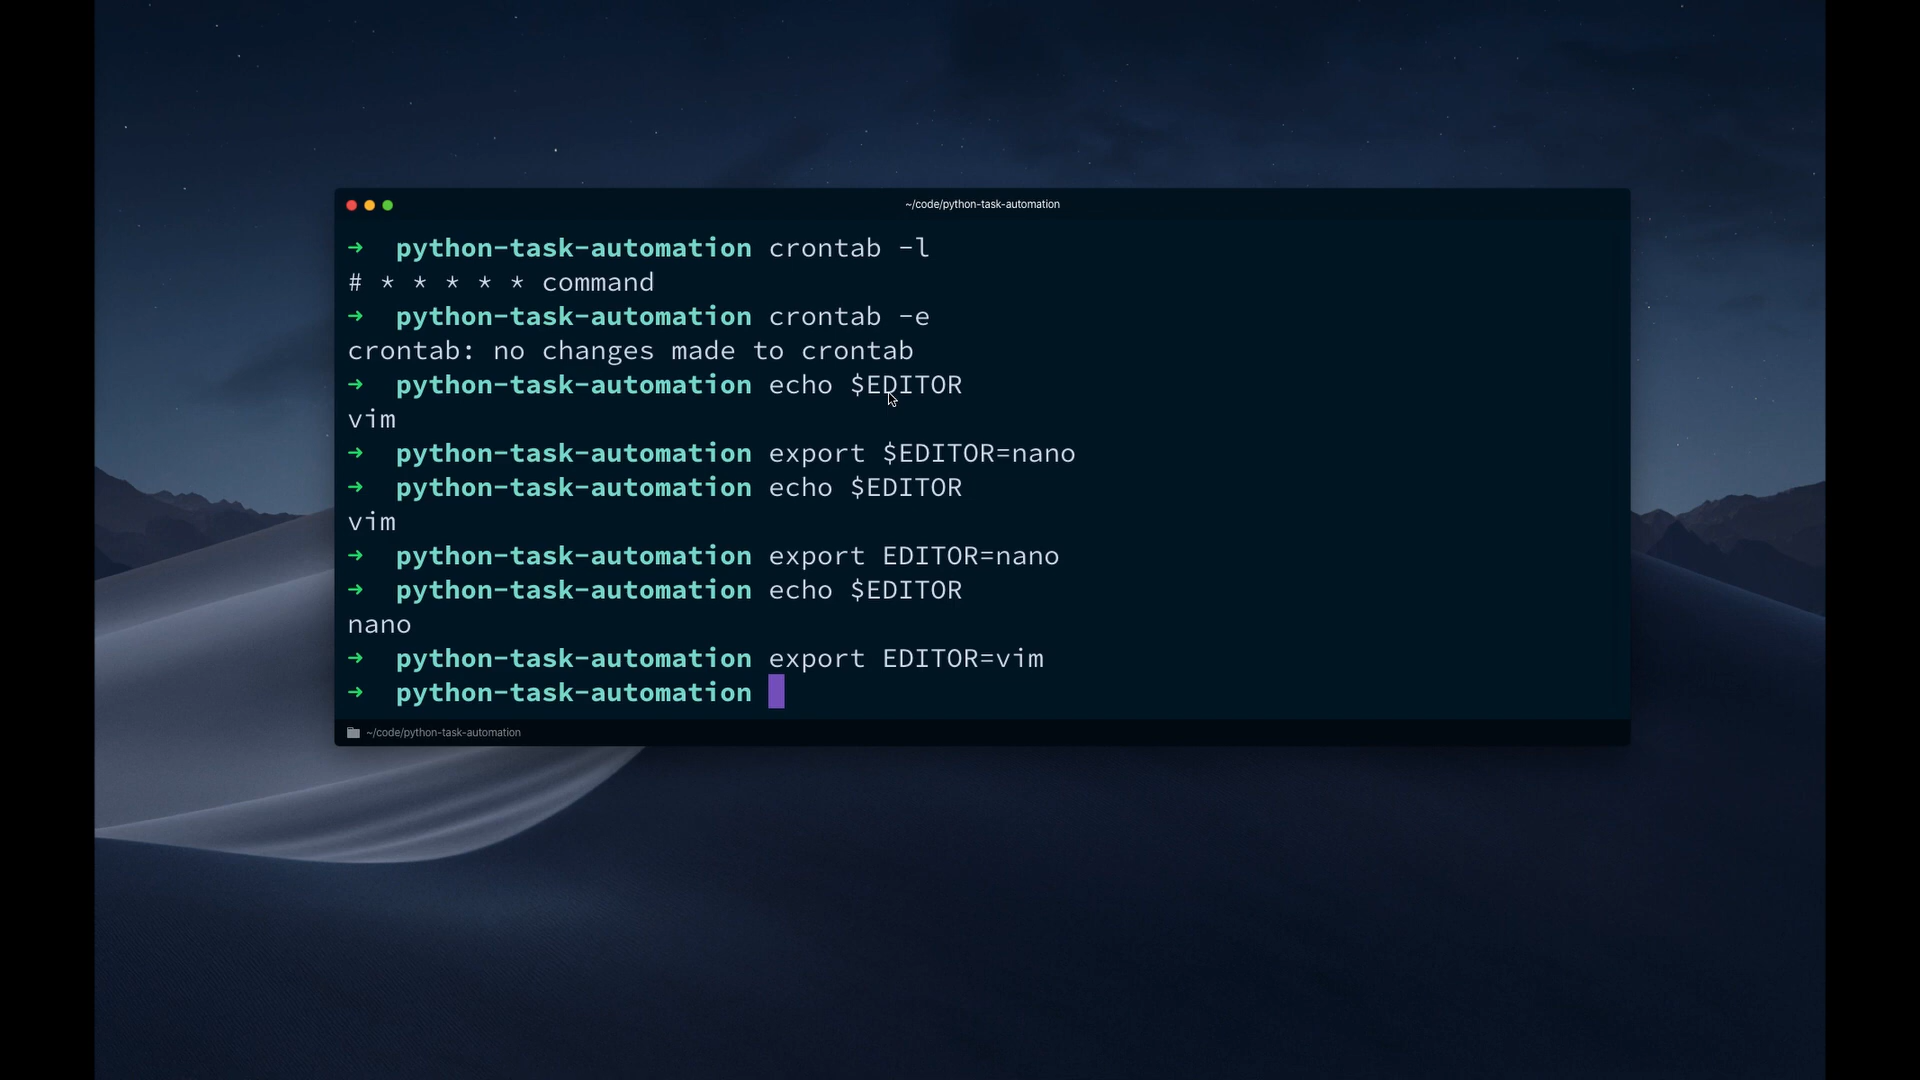 ~/code/python-task-automation
➜ python-task-automation crontab -l
# * * * * * command
➜ python-task-automation crontab -e
crontab: no changes made to crontab
➜ python-task-automation echo $EDITOR
vim
➜ python-task-automation export $EDITOR=nano
➜ python-task-automation echo $EDITOR
vim
➜ python-task-automation export EDITOR=nano
➜ python-task-automation echo $EDITOR
nano
➜ python-task-automation export EDITOR=vim
➜ python-task-automation
~/code/python-task-automation